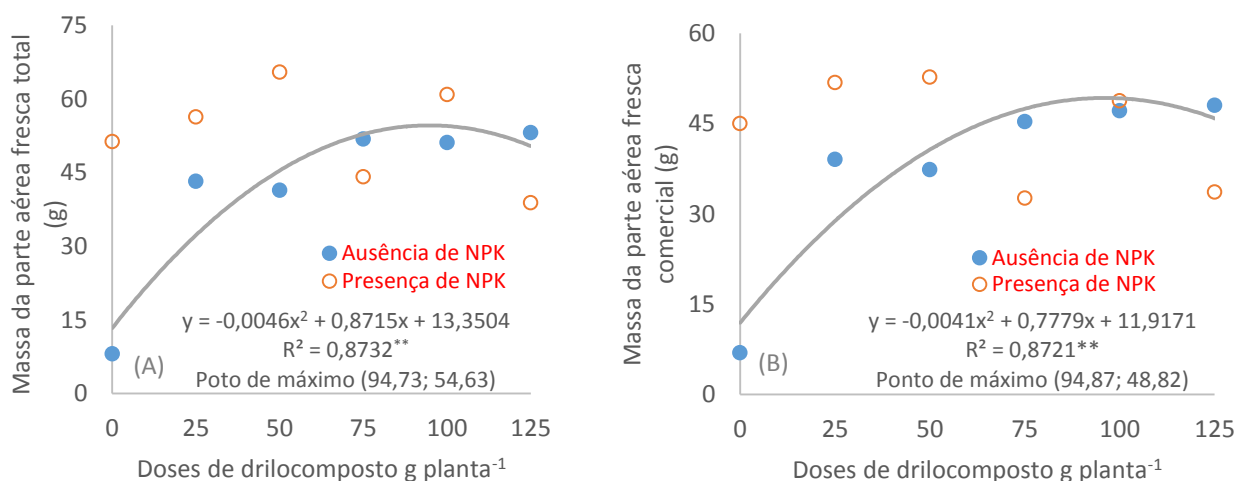 Massa da parte aérea fresca total
(g)
75
60
45
30
15
0
Ausência de NPK
Presença de NPK
y = -0,0046x² + 0,8715x + 13,3504
R² = 0,8732**
(A)
Poto de máximo (94,73; 54,63)
0 25 50 75 100 125
Doses de drilocomposto g planta⁻¹
Massa da parte aérea fresca
comercial (g)
60
45
30
15
0
Ausência de NPK
Presença de NPK
y = -0,0041x² + 0,7779x + 11,9171
R² = 0,8721**
(B)
Ponto de máximo (94,87; 48,82)
0 25 50 75 100 125
Doses de drilocomposto g planta⁻¹